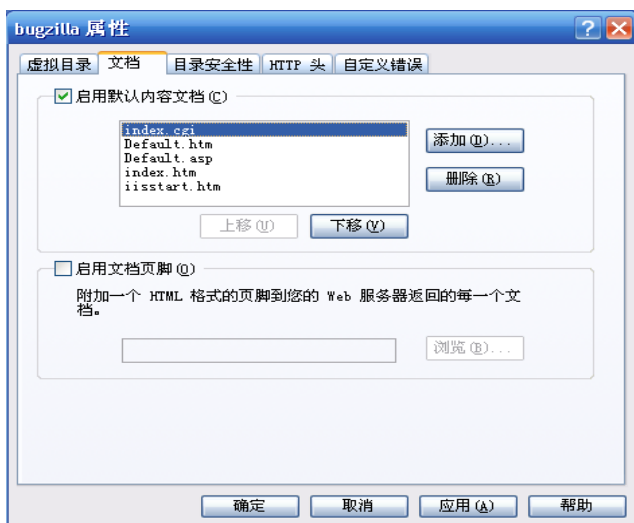 bugzilla 属性
虚拟目录 文档 目录安全性 HTTP 头 自定义错误
启用默认内容文档(C)
index.cgi
Default.htm
Default.asp
index.htm
iisstart.htm
添加(D)...
删除(R)
上移(U) 下移(V)
启用文档页脚(O)
附加一个 HTML 格式的页脚到您的 Web 服务器返回的每一个文
档。
浏览(B)...
确定 取消 应用(A) 帮助